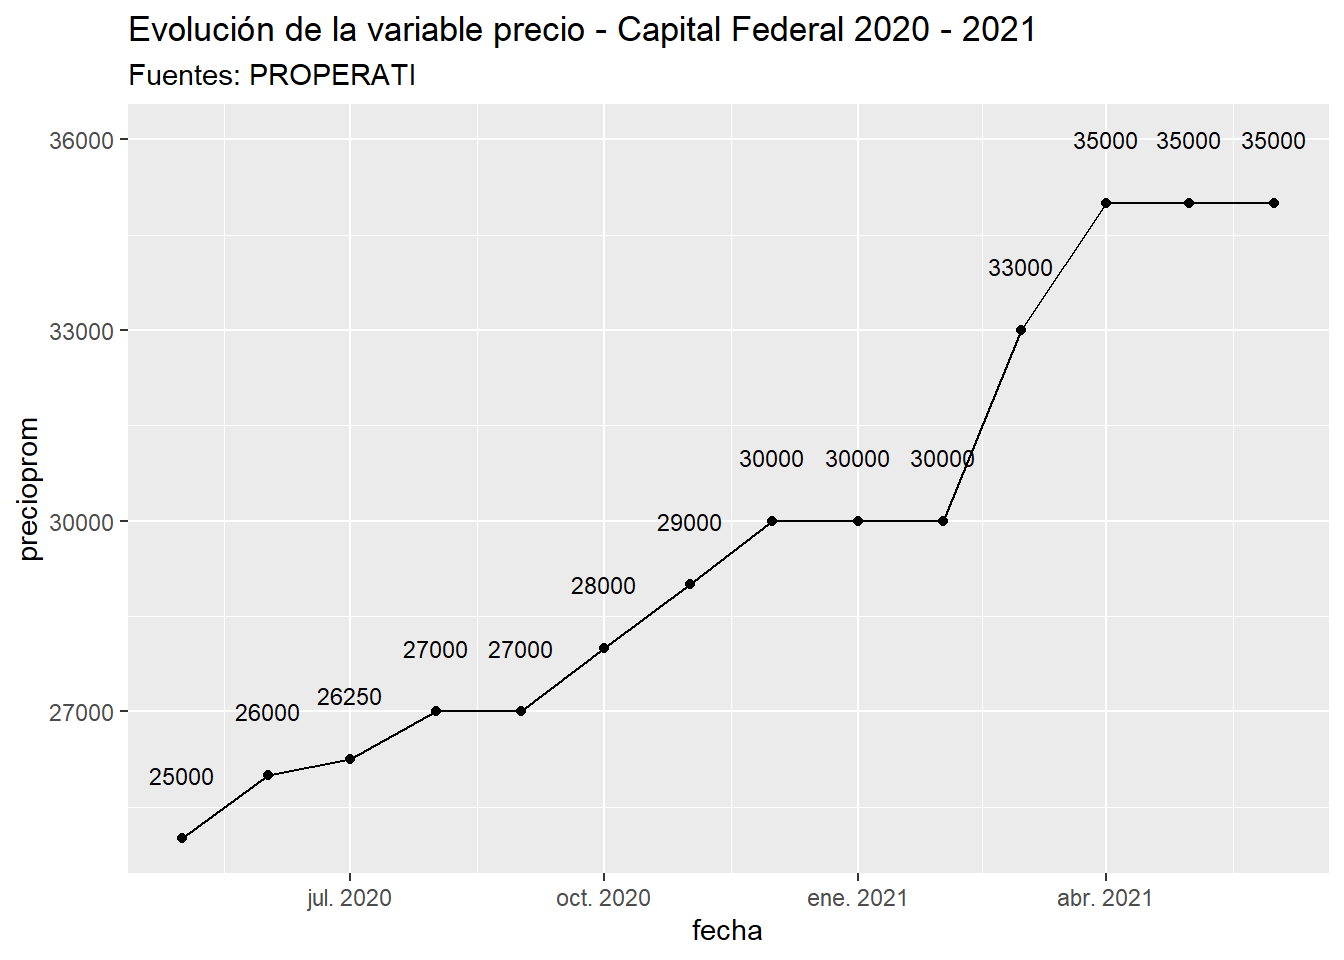 Evolución de la variable precio - Capital Federal 2020 - 2021
Fuentes: PROPERATI
36000
33000
30000
27000
precioprom
25000
26000
26250
27000
27000
28000
29000
30000
30000
30000
33000
35000
35000
35000
jul. 2020
oct. 2020
ene. 2021
abr. 2021
fecha